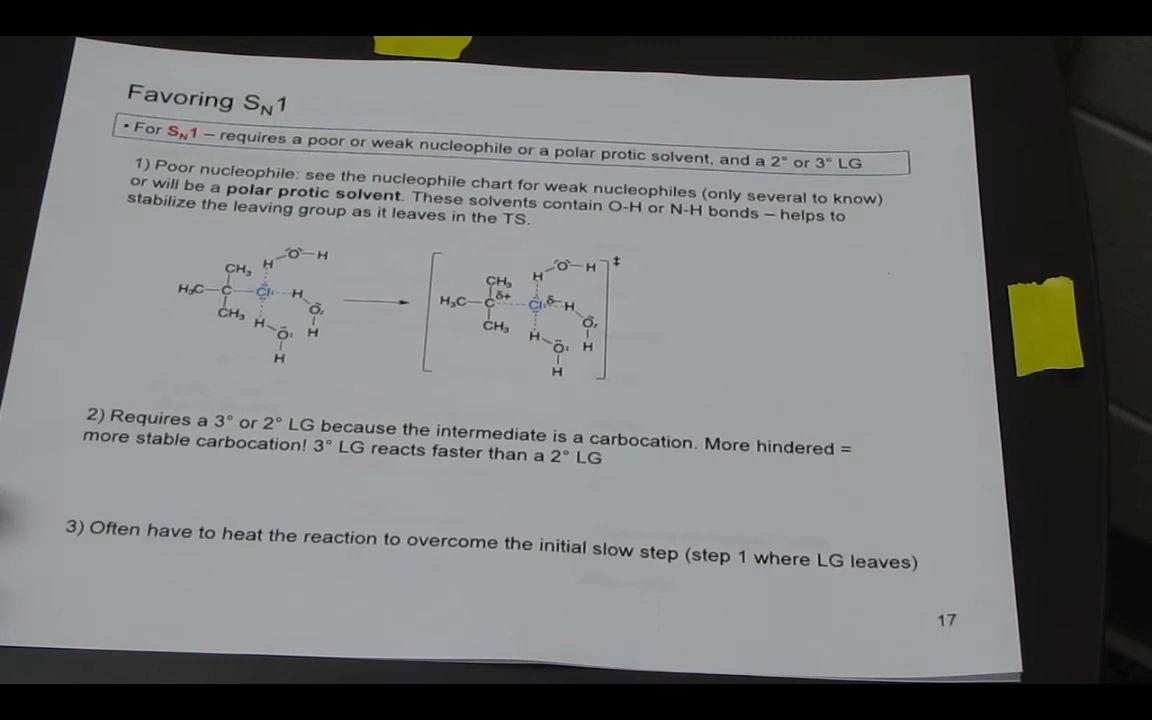 Favoring SN1
• For SN1 – requires a poor or weak nucleophile or a polar protic solvent, and a 2° or 3° LG
1) Poor nucleophile: see the nucleophile chart for weak nucleophiles (only several to know)
or will be a polar protic solvent. These solvents contain O-H or N-H bonds – helps to
stabilize the leaving group as it leaves in the TS.
CH3 H O H
H3C C Cl H
CH3 H O O H
H
CH3 H O H ‡
H3C C δ+ Cl δ- H
CH3 H O O H
H
2) Requires a 3° or 2° LG because the intermediate is a carbocation. More hindered =
more stable carbocation! 3° LG reacts faster than a 2° LG
3) Often have to heat the reaction to overcome the initial slow step (step 1 where LG leaves)
17